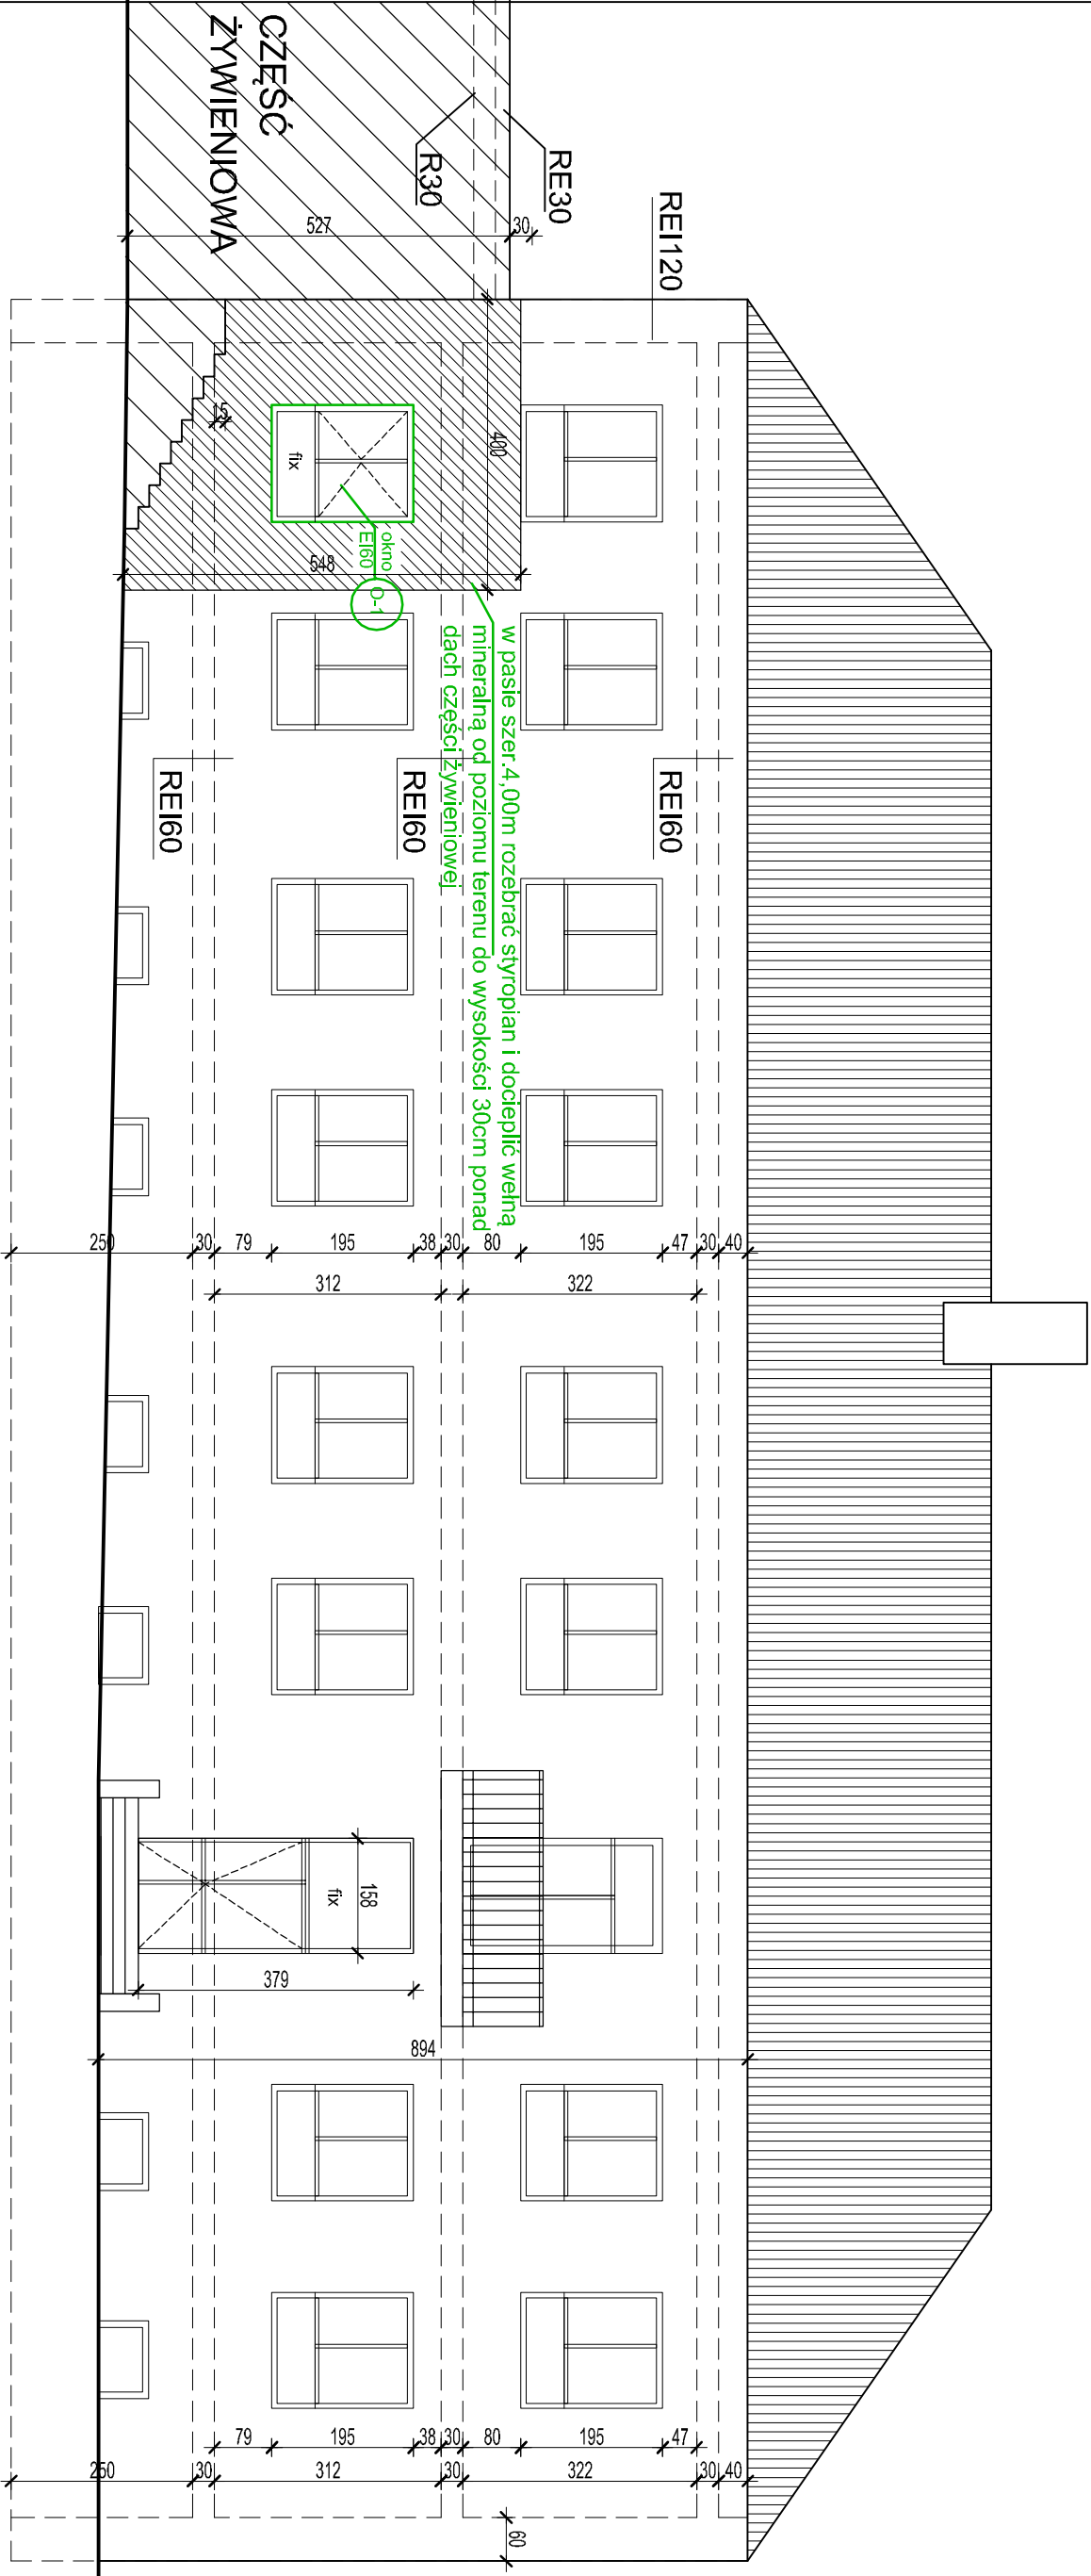 CZĘŚĆ
ŻYWIENIOWA
R30
RE30
REI120
527
30
400
15
fix
okno
EI60
O-1
548
w pasie szer.4,00m rozebrać styropian i docieplić wełną
mineralną od poziomu terenu do wysokości 30cm ponad
dach części żywieniowej
REI60
REI60
REI60
250
30
79
195
38
30
80
195
47
30
40
312
322
158
fix
379
894
79
195
38
30
80
195
47
250
30
312
30
322
30
40
60